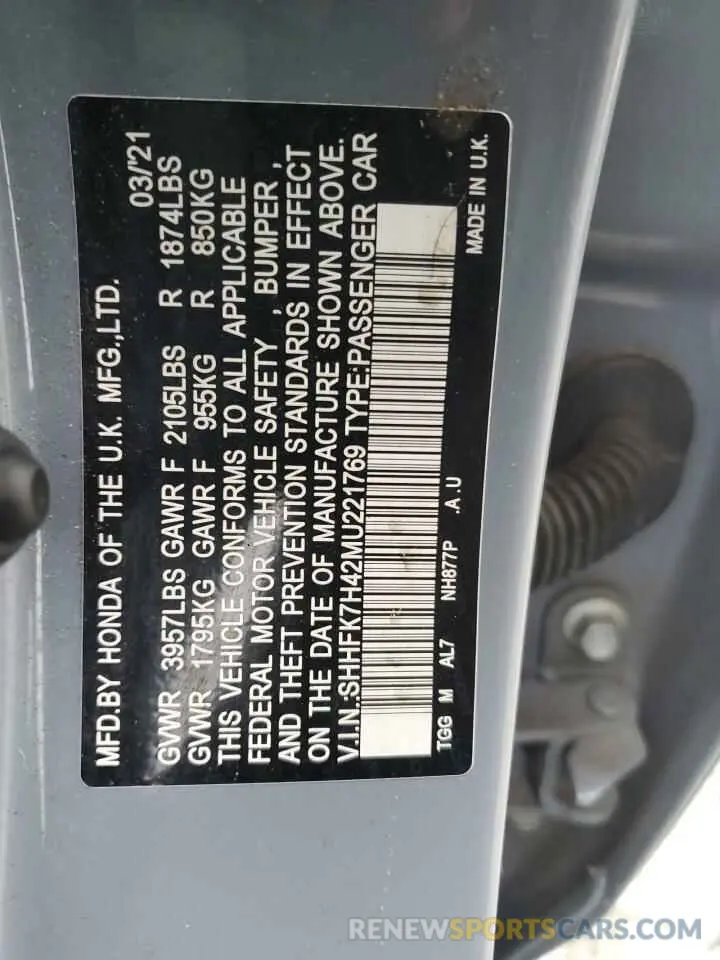 MFD.BY HONDA OF THE U.K. MFG.,LTD. 03/'21
GVWR 3957LBS GAWR F 2105LBS R 1874LBS
GVWR 1795KG GAWR F 955KG R 850KG
THIS VEHICLE CONFORMS TO ALL APPLICABLE
FEDERAL MOTOR VEHICLE SAFETY , BUMPER ,
AND THEFT PREVENTION STANDARDS IN EFFECT
ON THE DATE OF MANUFACTURE SHOWN ABOVE.
V.I.N.:SHHFK7H42MU221769 TYPE:PASSENGER CAR
TGG M AL7 NH877P .A.U MADE IN U.K.
RENEWSPORTSCARS.COM